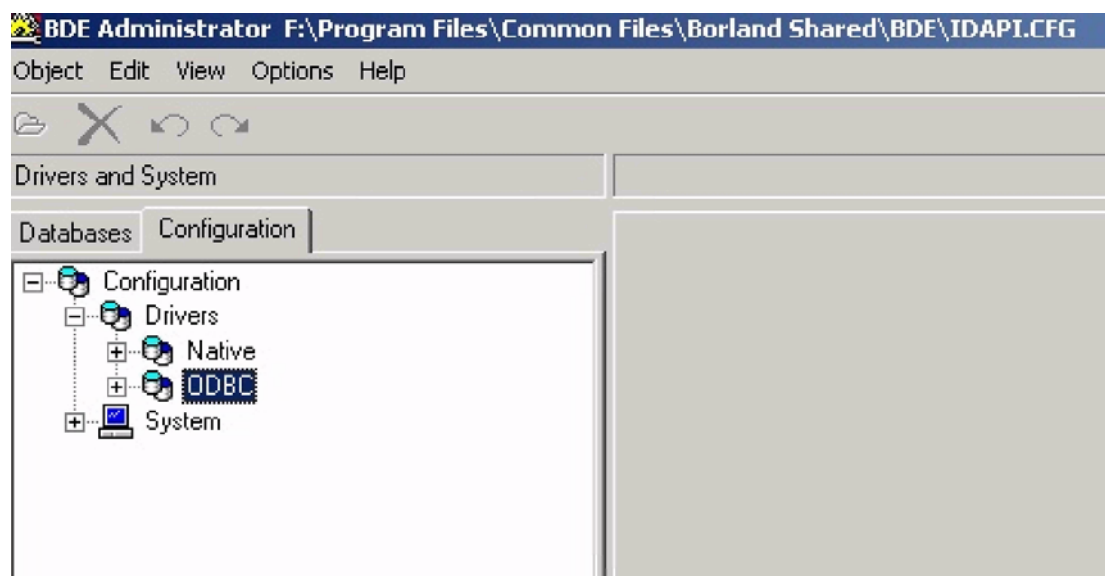 BDE Administrator F:\Program Files\Common Files\Borland Shared\BDE\IDAPI.CFG
Object Edit View Options Help
Drivers and System
Databases Configuration
Configuration
Drivers
Native
ODBC
System